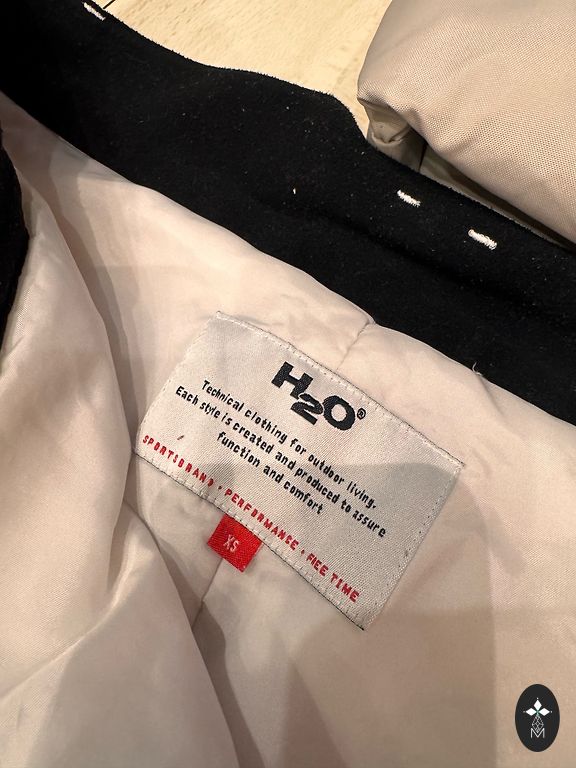 H2O®
Technical clothing for outdoor living.
Each style is created and produced to assure
function and comfort
SPORTSBRAND · PERFORMANCE · FREE TIME
XS
M